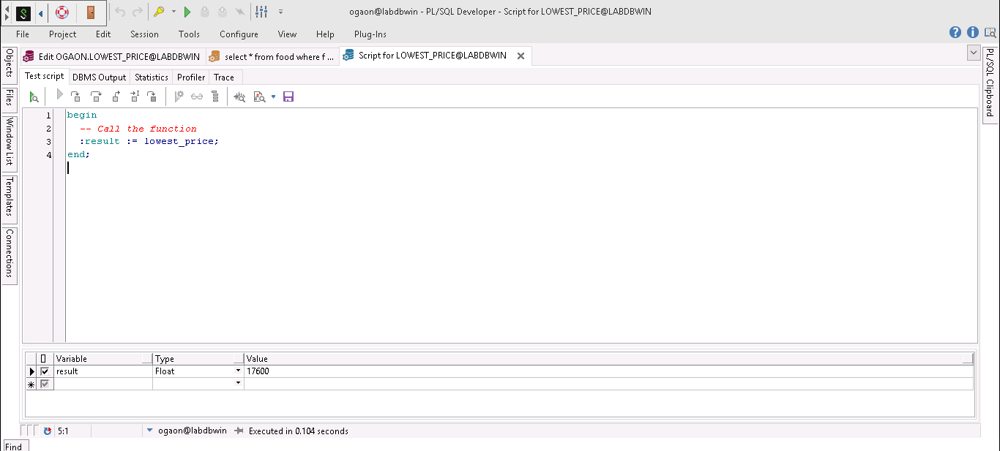 ogaon@labdbwin - PL/SQL Developer - Script for LOWEST_PRICE@LABDBWIN
File Project Edit Session Tools Configure View Help Plug-Ins
Edit OGAON.LOWEST_PRICE@LABDBWIN select * from food where f ... Script for LOWEST_PRICE@LABDBWIN
Test script DBMS Output Statistics Profiler Trace
Objects
Files
Window List
Templates
Connections
PL/SQL Clipboard
1 begin
2 -- Call the function
3 :result := lowest_price;
4 end;
Variable Type Value
result Float 17600
5:1 ogaon@labdbwin Executed in 0.104 seconds
Find